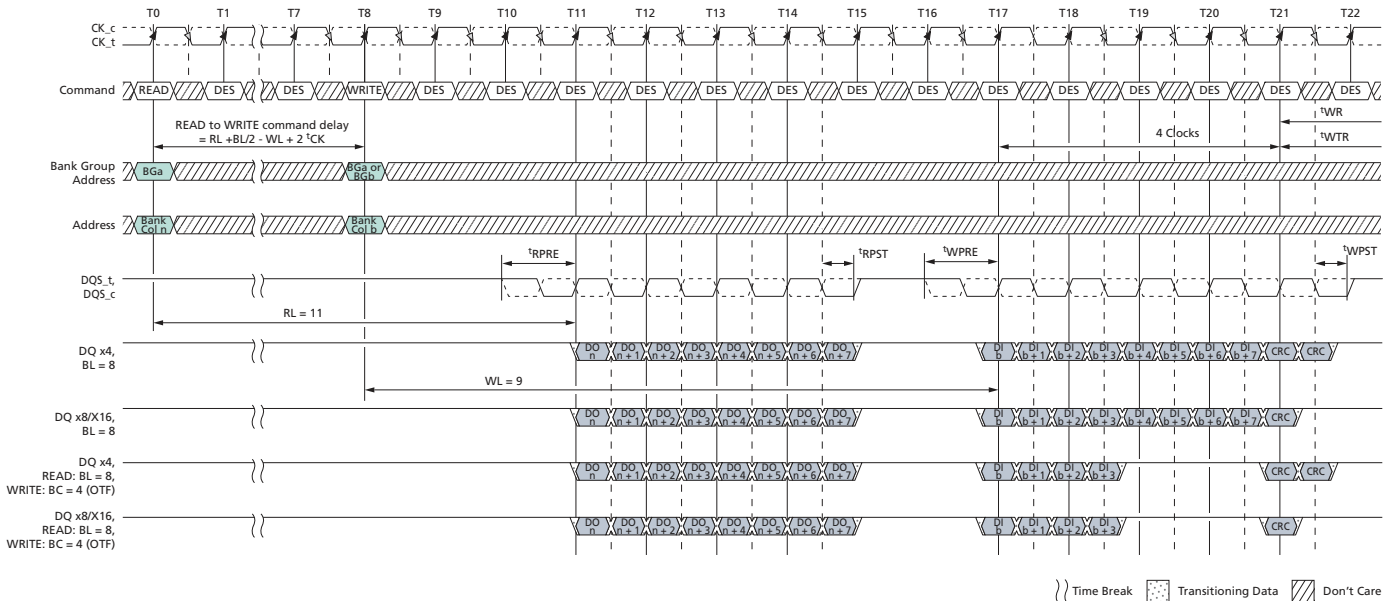 T0 T1 T7 T8 T9 T10 T11 T12 T13 T14 T15 T16 T17 T18 T19 T20 T21 T22
CK_c
CK_t
Command READ DES DES WRITE DES DES DES DES DES DES DES DES DES DES DES DES DES DES
READ to WRITE command delay
= RL +BL/2 - WL + 2 tCK
4 Clocks
tWR
tWTR
Bank Group
Address
BGa
BGa or
BGb
Address
Bank
Col n
Bank
Col b
tRPRE tRPST tWPRE tWPST
DQS_t,
DQS_c
RL = 11
DQ x4,
BL = 8
DO n DO n + 1 DO n + 2 DO n + 3 DO n + 4 DO n + 5 DO n + 6 DO n + 7 DI b DI b + 1 DI b + 2 DI b + 3 DI b + 4 DI b + 5 DI b + 6 DI b + 7 CRC CRC
WL = 9
DQ x8/X16,
BL = 8
DO n DO n + 1 DO n + 2 DO n + 3 DO n + 4 DO n + 5 DO n + 6 DO n + 7 DI b DI b + 1 DI b + 2 DI b + 3 DI b + 4 DI b + 5 DI b + 6 DI b + 7 CRC
DQ x4,
READ: BL = 8,
WRITE: BC = 4 (OTF)
DO n DO n + 1 DO n + 2 DO n + 3 DO n + 4 DO n + 5 DO n + 6 DO n + 7 DI b DI b + 1 DI b + 2 DI b + 3 CRC CRC
DQ x8/X16,
READ: BL = 8,
WRITE: BC = 4 (OTF)
DO n DO n + 1 DO n + 2 DO n + 3 DO n + 4 DO n + 5 DO n + 6 DO n + 7 DI b DI b + 1 DI b + 2 DI b + 3 CRC
Time Break Transitioning Data Don't Care